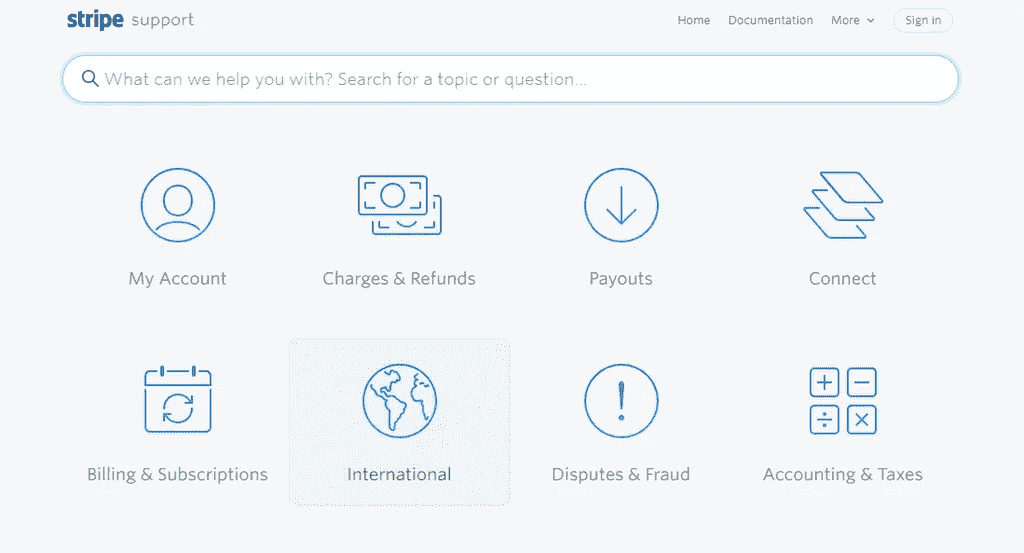 stripe support
Home Documentation More Sign in
What can we help you with? Search for a topic or question...
My Account Charges & Refunds Payouts Connect
Billing & Subscriptions International Disputes & Fraud Accounting & Taxes